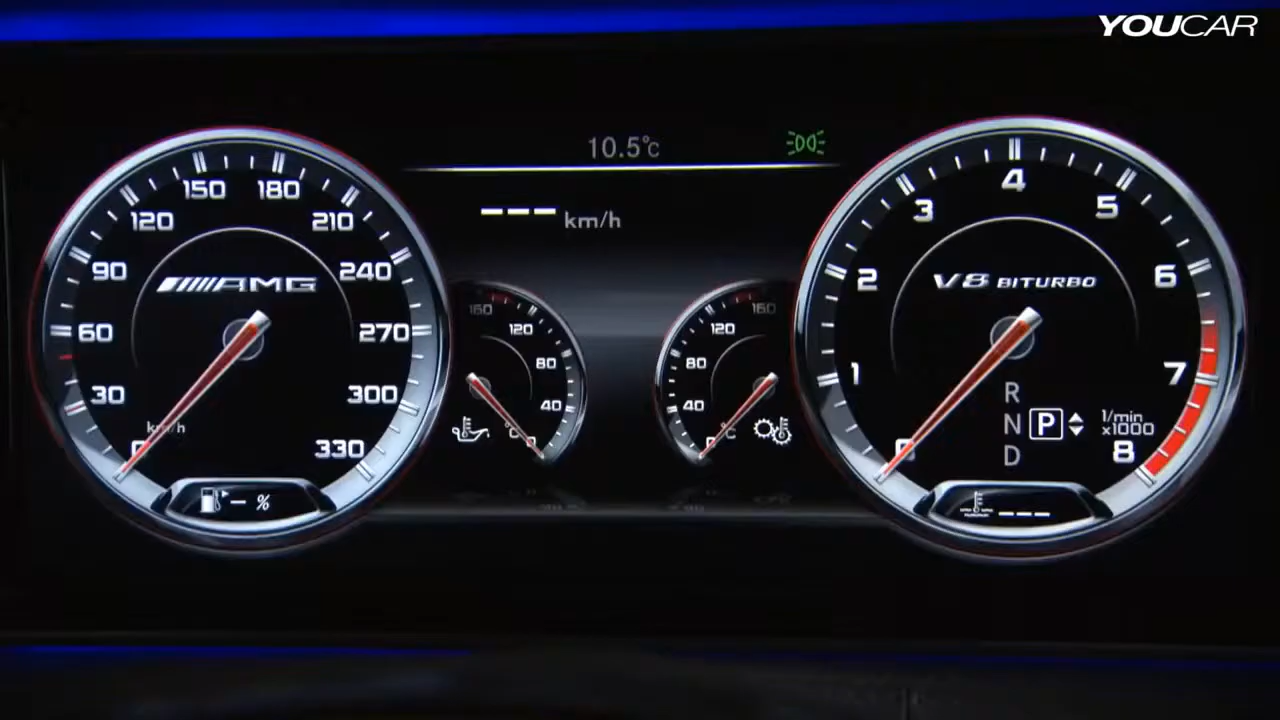 YOUCAR
10.5°C
--- km/h
150 180
120 210
90 240
AMG
60 270
30 300
km/h
0 330
- %
160
120
80
40
°C
0
160
120
80
40
0 °C
4
3 5
2 6
V8 BITURBO
1 7
R
N P
D
1/min
x1000
0 8
---